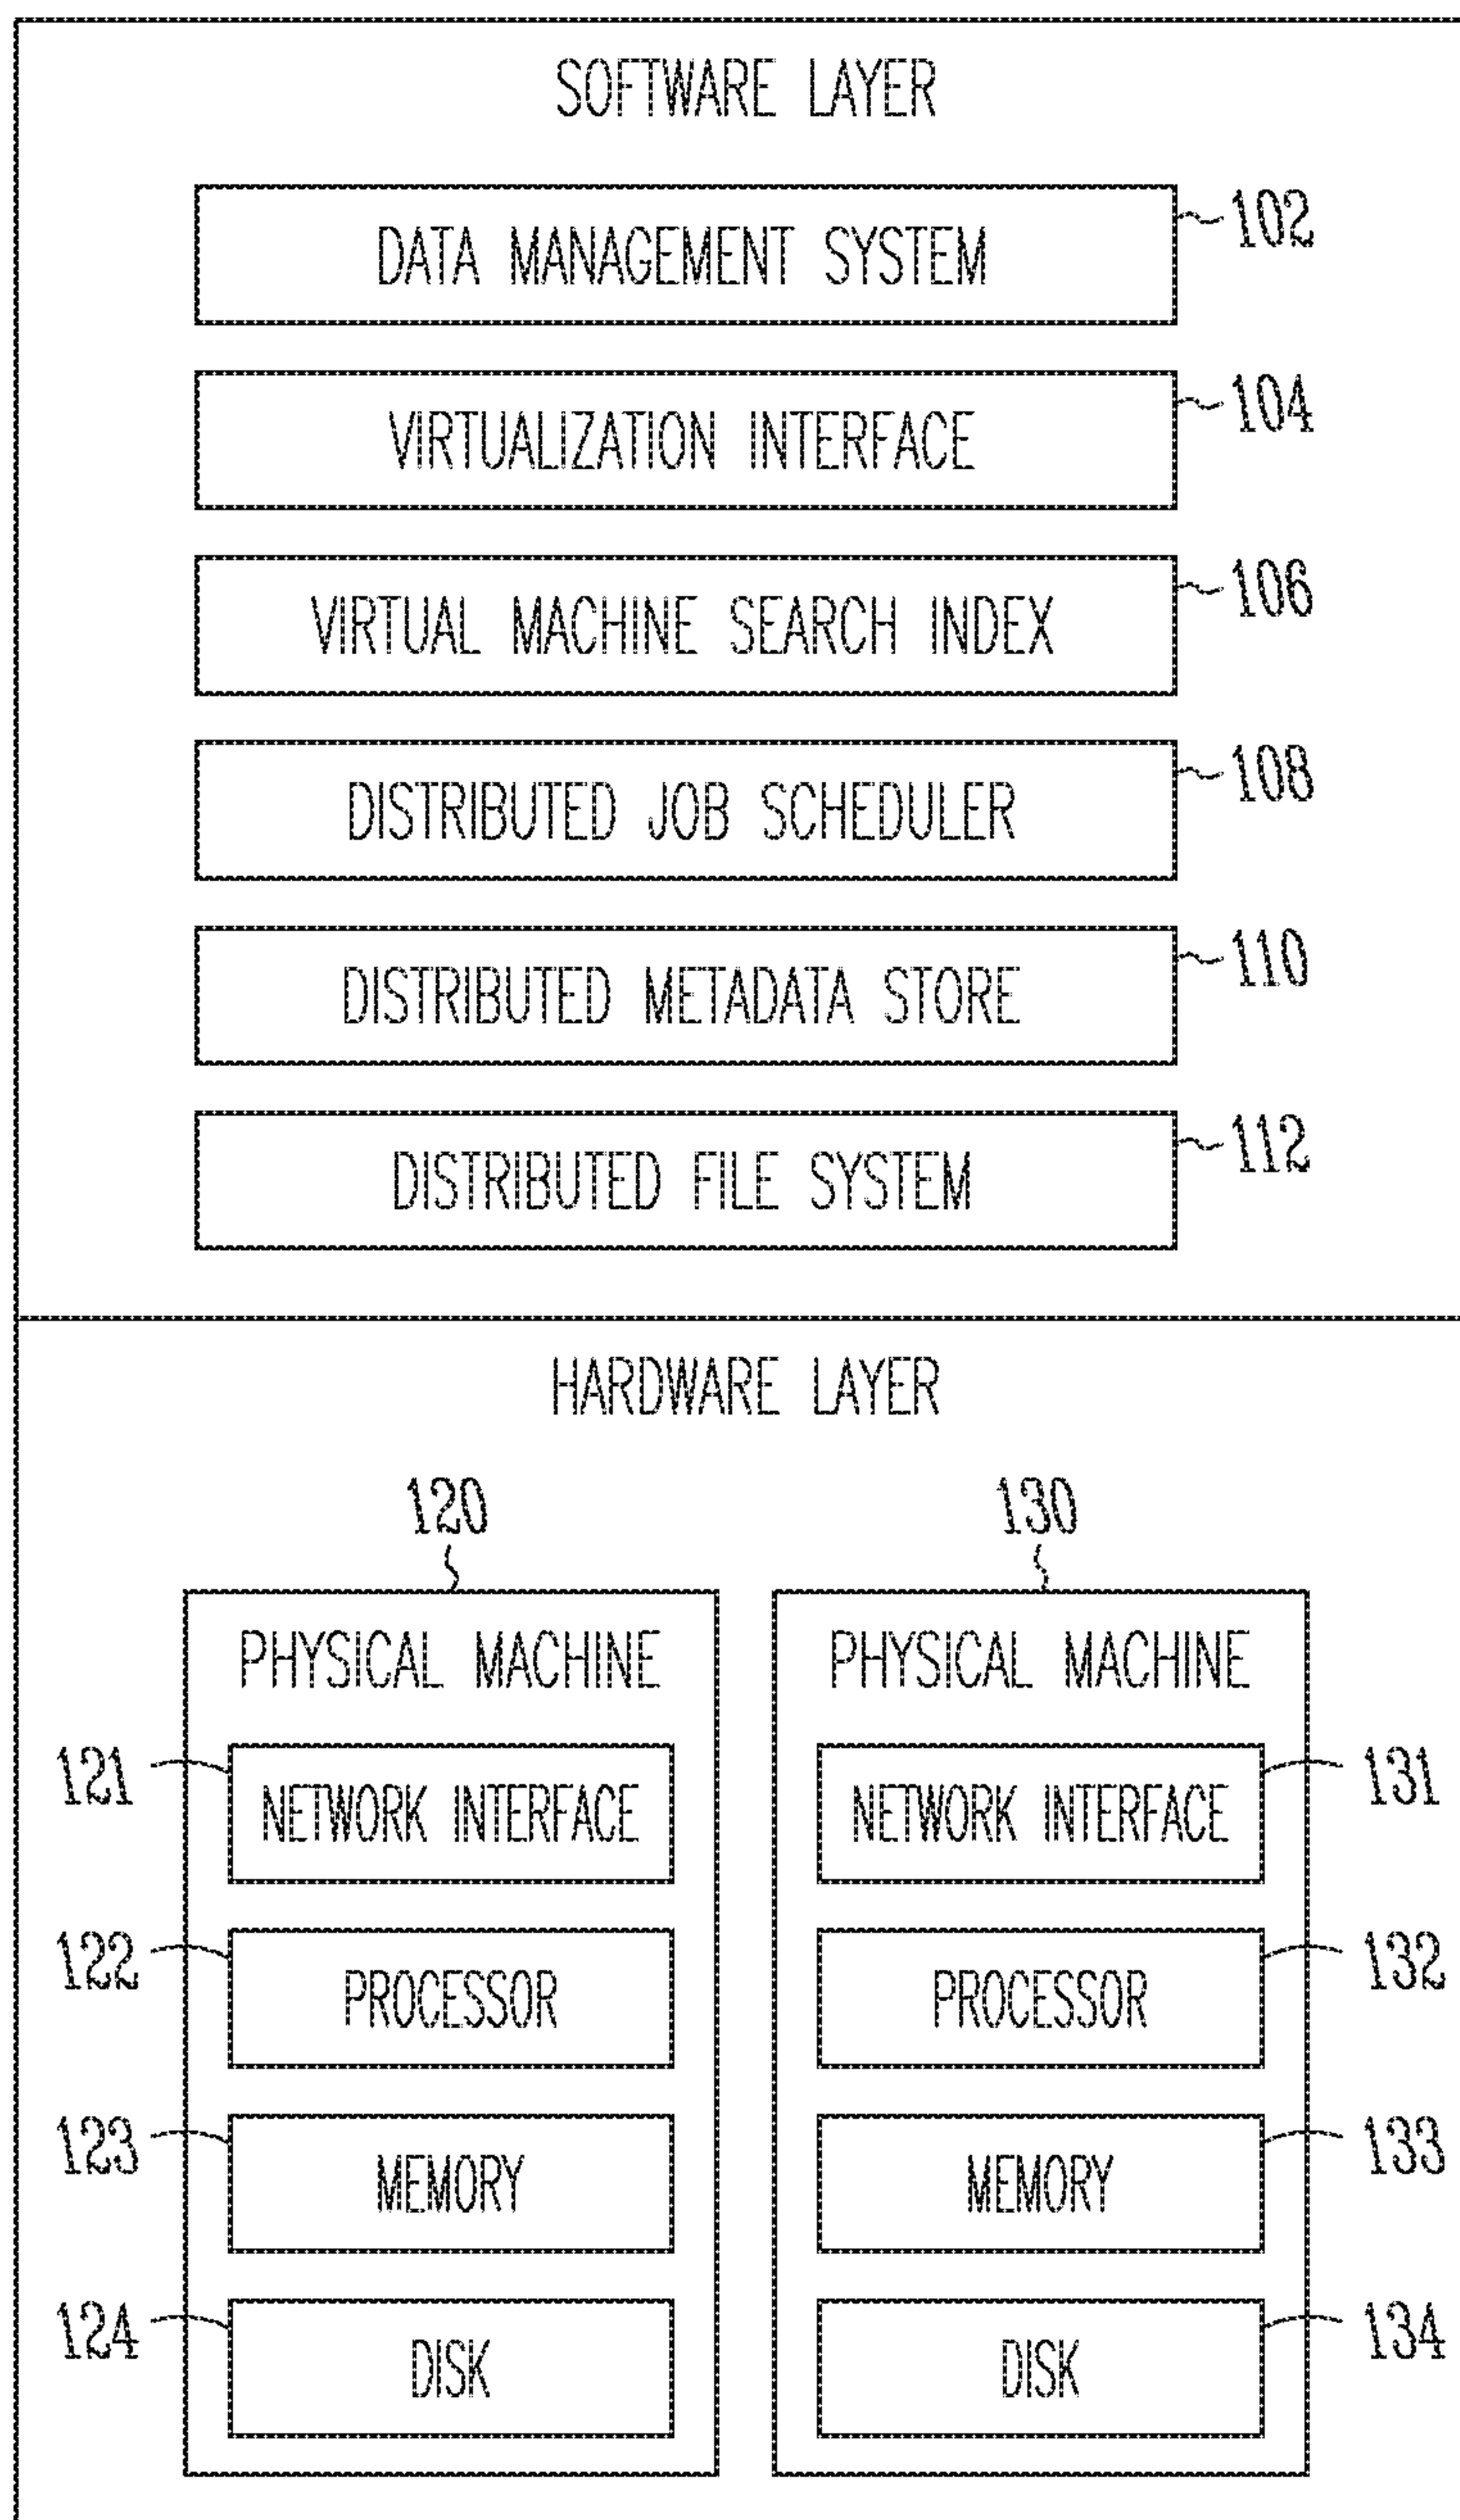 SOFTWARE LAYER
DATA MANAGEMENT SYSTEM
102
VIRTUALIZATION INTERFACE
104
VIRTUAL MACHINE SEARCH INDEX
106
DISTRIBUTED JOB SCHEDULER
108
DISTRIBUTED METADATA STORE
110
DISTRIBUTED FILE SYSTEM
112
HARDWARE LAYER
120
PHYSICAL MACHINE
121
NETWORK INTERFACE
122
PROCESSOR
123
MEMORY
124
DISK
130
PHYSICAL MACHINE
NETWORK INTERFACE
131
PROCESSOR
132
MEMORY
133
DISK
134